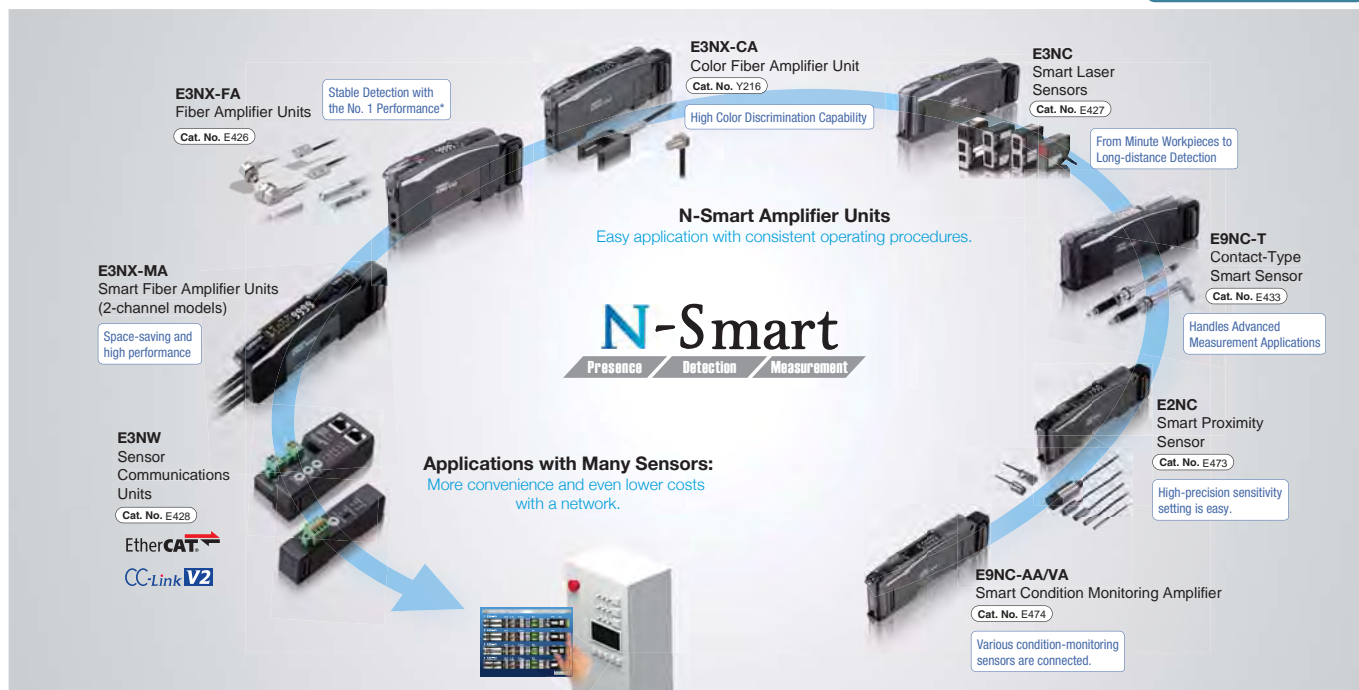 E3NX-FA
Fiber Amplifier Units
Cat. No. E426
Stable Detection with
the No. 1 Performance*
E3NX-CA
Color Fiber Amplifier Unit
Cat. No. Y216
High Color Discrimination Capability
E3NC
Smart Laser
Sensors
Cat. No. E427
From Minute Workpieces to
Long-distance Detection
N-Smart Amplifier Units
Easy application with consistent operating procedures.
E9NC-T
Contact-Type
Smart Sensor
Cat. No. E433
Handles Advanced
Measurement Applications
E3NX-MA
Smart Fiber Amplifier Units
(2-channel models)
Space-saving and
high performance
N-Smart
Presence Detection Measurement
E2NC
Smart Proximity
Sensor
Cat. No. E473
High-precision sensitivity
setting is easy.
E3NW
Sensor
Communications
Units
Cat. No. E428
EtherCAT
CC-Link V2
Applications with Many Sensors:
More convenience and even lower costs
with a network.
E9NC-AA/VA
Smart Condition Monitoring Amplifier
Cat. No. E474
Various condition-monitoring
sensors are connected.